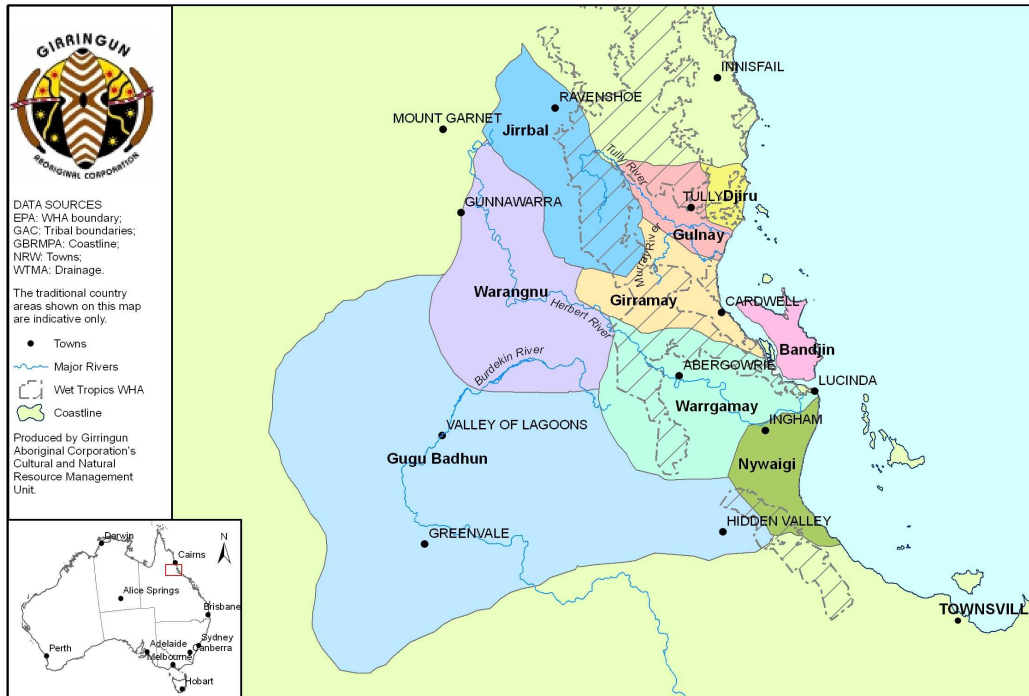 GIRRINGUN
ABORIGINAL CORPORATION
DATA SOURCES
EPA: WHA boundary;
GAC: Tribal boundaries;
GBRMPA: Coastline;
NRW: Towns;
WTMA: Drainage.
The traditional country
areas shown on this map
are indicative only.
Towns
Major Rivers
Wet Tropics WHA
Coastline
Produced by Girringun
Aboriginal Corporation's
Cultural and Natural
Resource Management
Unit.
INNISFAIL
RAVENSHOE
MOUNT GARNET
Jirrbal
Tully River
TULLY
Djiru
GUNNAWARRA
Gulnay
Murray River
Warangnu
Girramay
CARDWELL
Herbert River
Bandjin
Burdekin River
ABERGOWRIE
LUCINDA
Warrgamay
VALLEY OF LAGOONS
INGHAM
Gugu Badhun
Nywaigi
HIDDEN VALLEY
GREENVALE
TOWNSVILL
N
Darwin
Cairns
Alice Springs
Brisbane
Perth
Adelaide
Sydney
Canberra
Melbourne
Hobart